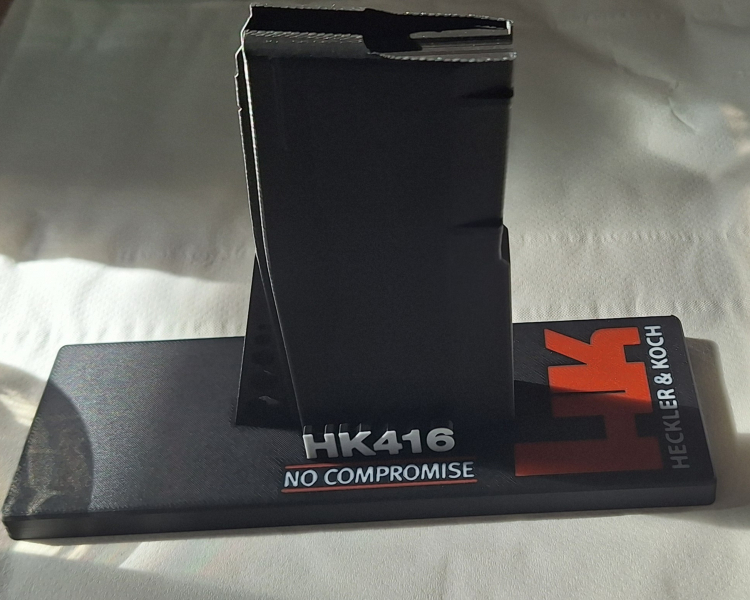 HK416
NO COMPROMISE
HK
HECKLER & KOCH